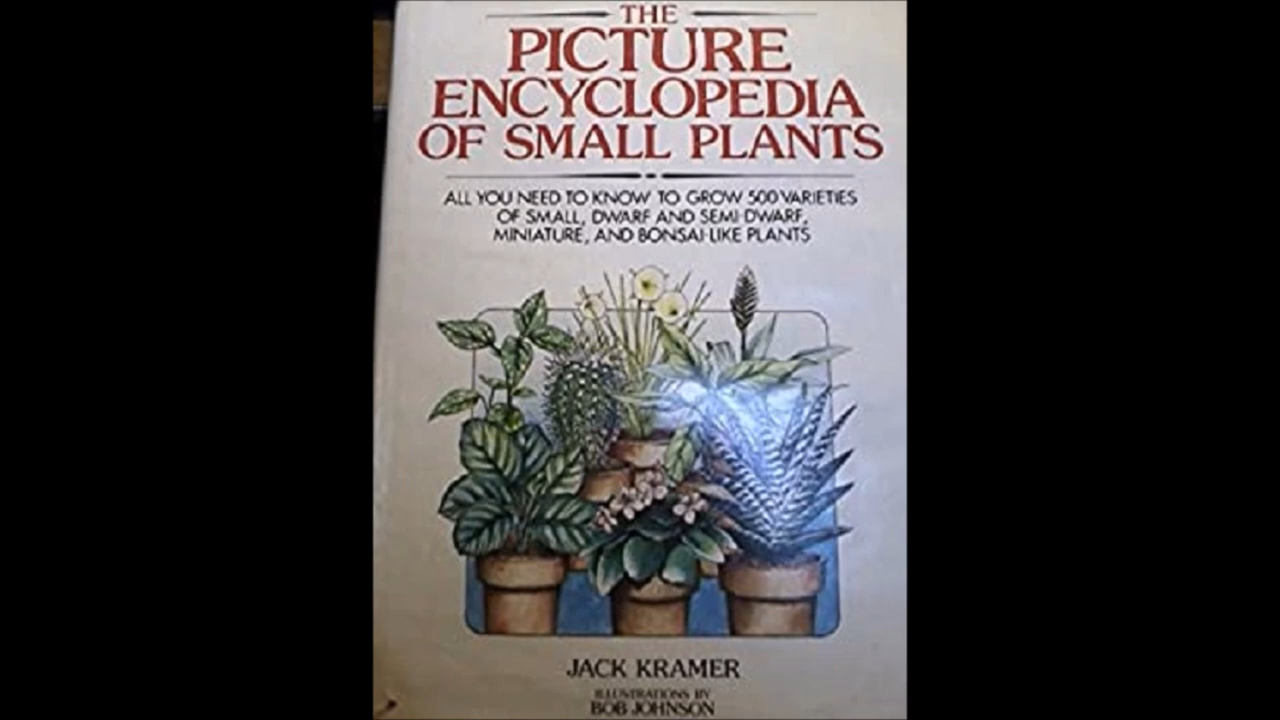 THE
PICTURE
ENCYCLOPEDIA
OF SMALL PLANTS
ALL YOU NEED TO KNOW TO GROW 500 VARIETIES
OF SMALL, DWARF AND SEMI-DWARF,
MINIATURE, AND BONSAI-LIKE PLANTS
JACK KRAMER
ILLUSTRATIONS BY
BOB JOHNSON